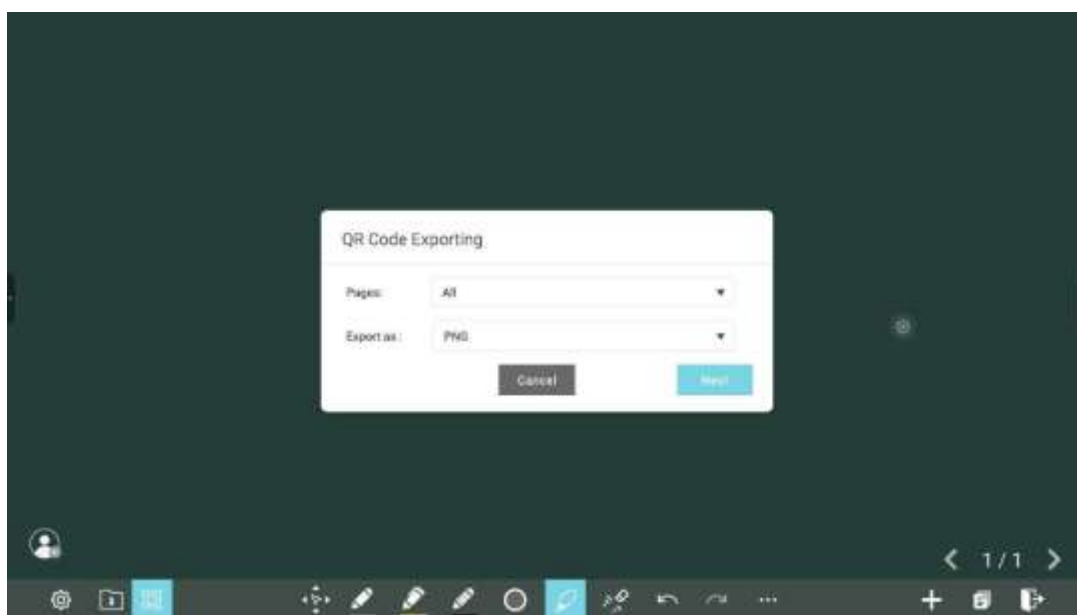 QR Code Exporting
Pages: All
Export as : PNG
Cancel Next
1/1